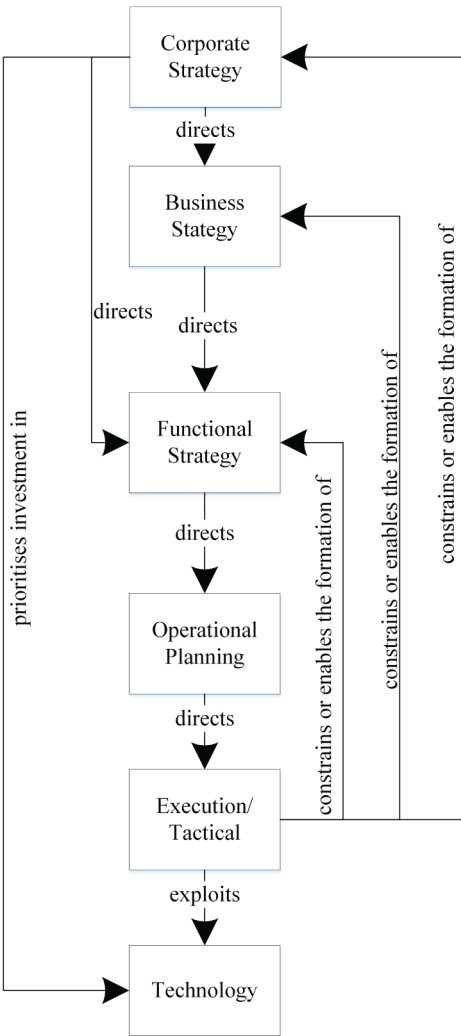 Corporate
Strategy
directs
Business
Stategy
directs
directs
Functional
Strategy
directs
Operational
Planning
directs
Execution/
Tactical
exploits
Technology
prioritises investment in
constrains or enables the formation of
constrains or enables the formation of
constrains or enables the formation of